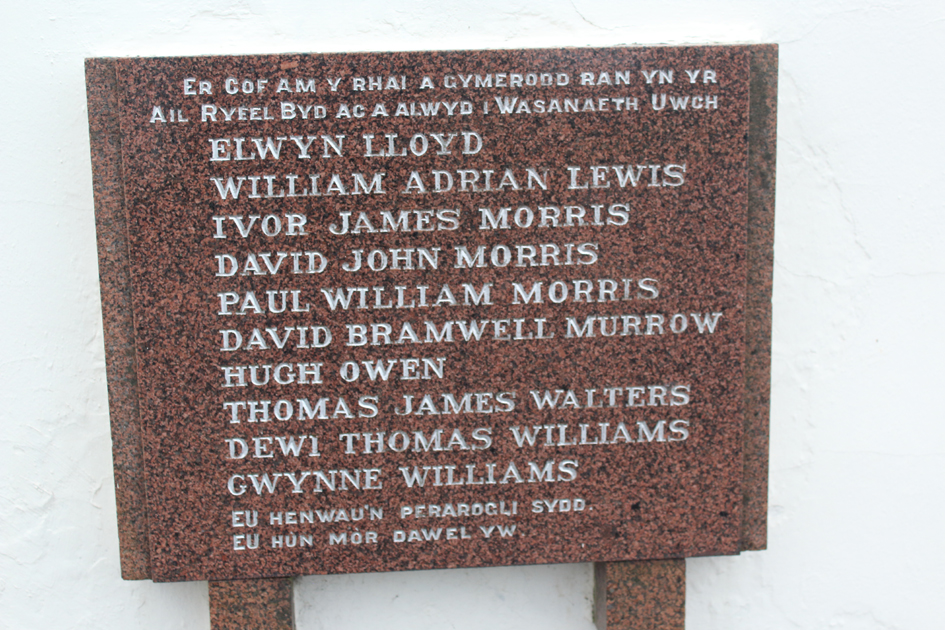 ER COF AM Y RHAI A GYMERODD RAN YN YR
AIL RYFEL BYD AC A ALWYD I WASANAETH UWCH
ELWYN LLOYD
WILLIAM ADRIAN LEWIS
IVOR JAMES MORRIS
DAVID JOHN MORRIS
PAUL WILLIAM MORRIS
DAVID BRAMWELL MURROW
HUGH OWEN
THOMAS JAMES WALTERS
DEWI THOMAS WILLIAMS
GWYNNE WILLIAMS
EU HENWAU'N PERAROGLI SYDD.
EU HUN MOR DAWEL YW.